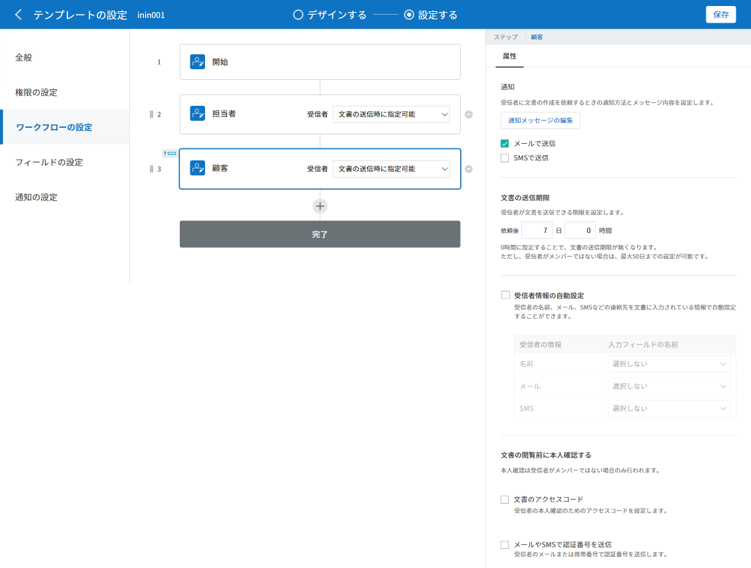 テンプレートの設定 inin001
デザインする
設定する
保存
全般
権限の設定
ワークフローの設定
フィールドの設定
通知の設定
1 開始
2 担当者 受信者 文書の送信時に指定可能
3 顧客 受信者 文書の送信時に指定可能
完了
ステップ 顧客
属性
通知
受信者に文書の作成を依頼するときの通知方法とメッセージ内容を設定します。
通知メッセージの編集
メールで送信
SMSで送信
文書の送信期限
受信者が文書を送信できる期限を設定します。
依頼後 7 日 0 時間
0時間に設定することで、文書の送信期限が無くなります。
ただし、受信者がメンバーではない場合は、最大50日までの設定が可能です。
受信者情報の自動設定
受信者の名前、メール、SMSなどの連絡先を文書に入力されている情報で自動設定
することができます。
受信者の情報 入力フィールドの名前
名前 選択しない
メール 選択しない
SMS 選択しない
文書の閲覧前に本人確認する
本人確認は受信者がメンバーではない場合のみ行われます。
文書のアクセスコード
受信者の本人確認のためのアクセスコードを設定します。
メールやSMSで認証番号を送信
受信者のメールまたは携帯番号で認証番号を送信します。